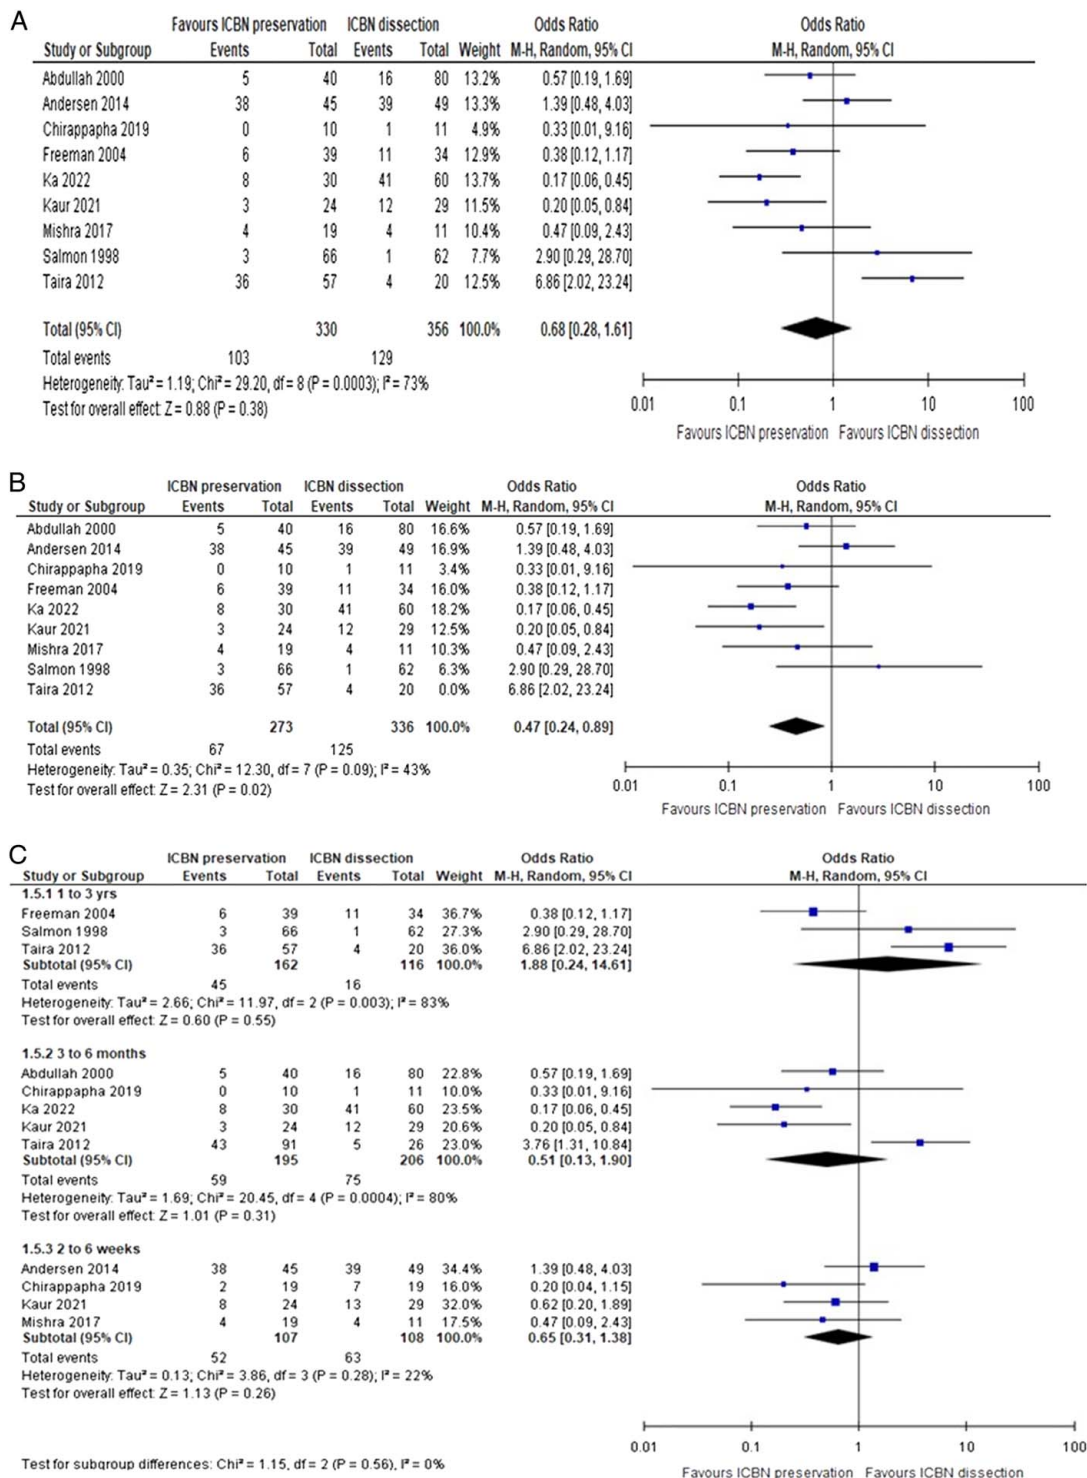 A
Favours ICBN preservation ICBN dissection Odds Ratio Odds Ratio
Study or Subgroup Events Total Events Total Weight M-H, Random, 95% CI M-H, Random, 95% CI
Abdullah 2000 5 40 16 80 13.2% 0.57 [0.19, 1.69]
Andersen 2014 38 45 39 49 13.3% 1.39 [0.48, 4.03]
Chirappapha 2019 0 10 1 11 4.9% 0.33 [0.01, 9.16]
Freeman 2004 6 39 11 34 12.9% 0.38 [0.12, 1.17]
Ka 2022 8 30 41 60 13.7% 0.17 [0.06, 0.45]
Kaur 2021 3 24 12 29 11.5% 0.20 [0.05, 0.84]
Mishra 2017 4 19 4 11 10.4% 0.47 [0.09, 2.43]
Salmon 1998 3 66 1 62 7.7% 2.90 [0.29, 28.70]
Taira 2012 36 57 4 20 12.5% 6.86 [2.02, 23.24]
Total (95% CI) 330 356 100.0% 0.68 [0.28, 1.61]
Total events 103 129
Heterogeneity: Tau² = 1.19; Chi² = 29.20, df = 8 (P = 0.0003); I² = 73%
Test for overall effect: Z = 0.88 (P = 0.38)
0.01 0.1 1 10 100
Favours ICBN preservation Favours ICBN dissection
B
ICBN preservation ICBN dissection Odds Ratio Odds Ratio
Study or Subgroup Events Total Events Total Weight M-H, Random, 95% CI M-H, Random, 95% CI
Abdullah 2000 5 40 16 80 16.6% 0.57 [0.19, 1.69]
Andersen 2014 38 45 39 49 16.9% 1.39 [0.48, 4.03]
Chirappapha 2019 0 10 1 11 3.4% 0.33 [0.01, 9.16]
Freeman 2004 6 39 11 34 16.0% 0.38 [0.12, 1.17]
Ka 2022 8 30 41 60 18.2% 0.17 [0.06, 0.45]
Kaur 2021 3 24 12 29 12.5% 0.20 [0.05, 0.84]
Mishra 2017 4 19 4 11 10.3% 0.47 [0.09, 2.43]
Salmon 1998 3 66 1 62 6.3% 2.90 [0.29, 28.70]
Taira 2012 36 57 4 20 0.0% 6.86 [2.02, 23.24]
Total (95% CI) 273 336 100.0% 0.47 [0.24, 0.89]
Total events 67 125
Heterogeneity: Tau² = 0.35; Chi² = 12.30, df = 7 (P = 0.09); I² = 43%
Test for overall effect: Z = 2.31 (P = 0.02)
0.01 0.1 1 10 100
Favours ICBN preservation Favours ICBN dissection
C
ICBN preservation ICBN dissection Odds Ratio Odds Ratio
Study or Subgroup Events Total Events Total Weight M-H, Random, 95% CI M-H, Random, 95% CI
1.5.1 1 to 3 yrs
Freeman 2004 6 39 11 34 36.7% 0.38 [0.12, 1.17]
Salmon 1998 3 66 1 62 27.3% 2.90 [0.29, 28.70]
Taira 2012 36 57 4 20 36.0% 6.86 [2.02, 23.24]
Subtotal (95% CI) 162 116 100.0% 1.88 [0.24, 14.61]
Total events 45 16
Heterogeneity: Tau² = 2.66; Chi² = 11.97, df = 2 (P = 0.003); I² = 83%
Test for overall effect: Z = 0.60 (P = 0.55)
1.5.2 3 to 6 months
Abdullah 2000 5 40 16 80 22.8% 0.57 [0.19, 1.69]
Chirappapha 2019 0 10 1 11 10.0% 0.33 [0.01, 9.16]
Ka 2022 8 30 41 60 23.5% 0.17 [0.06, 0.45]
Kaur 2021 3 24 12 29 20.6% 0.20 [0.05, 0.84]
Taira 2012 43 91 5 26 23.0% 3.76 [1.31, 10.84]
Subtotal (95% CI) 195 206 100.0% 0.51 [0.13, 1.90]
Total events 59 75
Heterogeneity: Tau² = 1.69; Chi² = 20.45, df = 4 (P = 0.0004); I² = 80%
Test for overall effect: Z = 1.01 (P = 0.31)
1.5.3 2 to 6 weeks
Andersen 2014 38 45 39 49 34.4% 1.39 [0.48, 4.03]
Chirappapha 2019 2 19 7 19 16.0% 0.20 [0.04, 1.15]
Kaur 2021 8 24 13 29 32.0% 0.62 [0.20, 1.89]
Mishra 2017 4 19 4 11 17.5% 0.47 [0.09, 2.43]
Subtotal (95% CI) 107 108 100.0% 0.65 [0.31, 1.38]
Total events 52 63
Heterogeneity: Tau² = 0.13; Chi² = 3.86, df = 3 (P = 0.28); I² = 22%
Test for overall effect: Z = 1.13 (P = 0.26)
0.01 0.1 1 10 100
Favours ICBN preservation Favours ICBN dissection
Test for subgroup differences: Chi² = 1.15, df = 2 (P = 0.56), I² = 0%